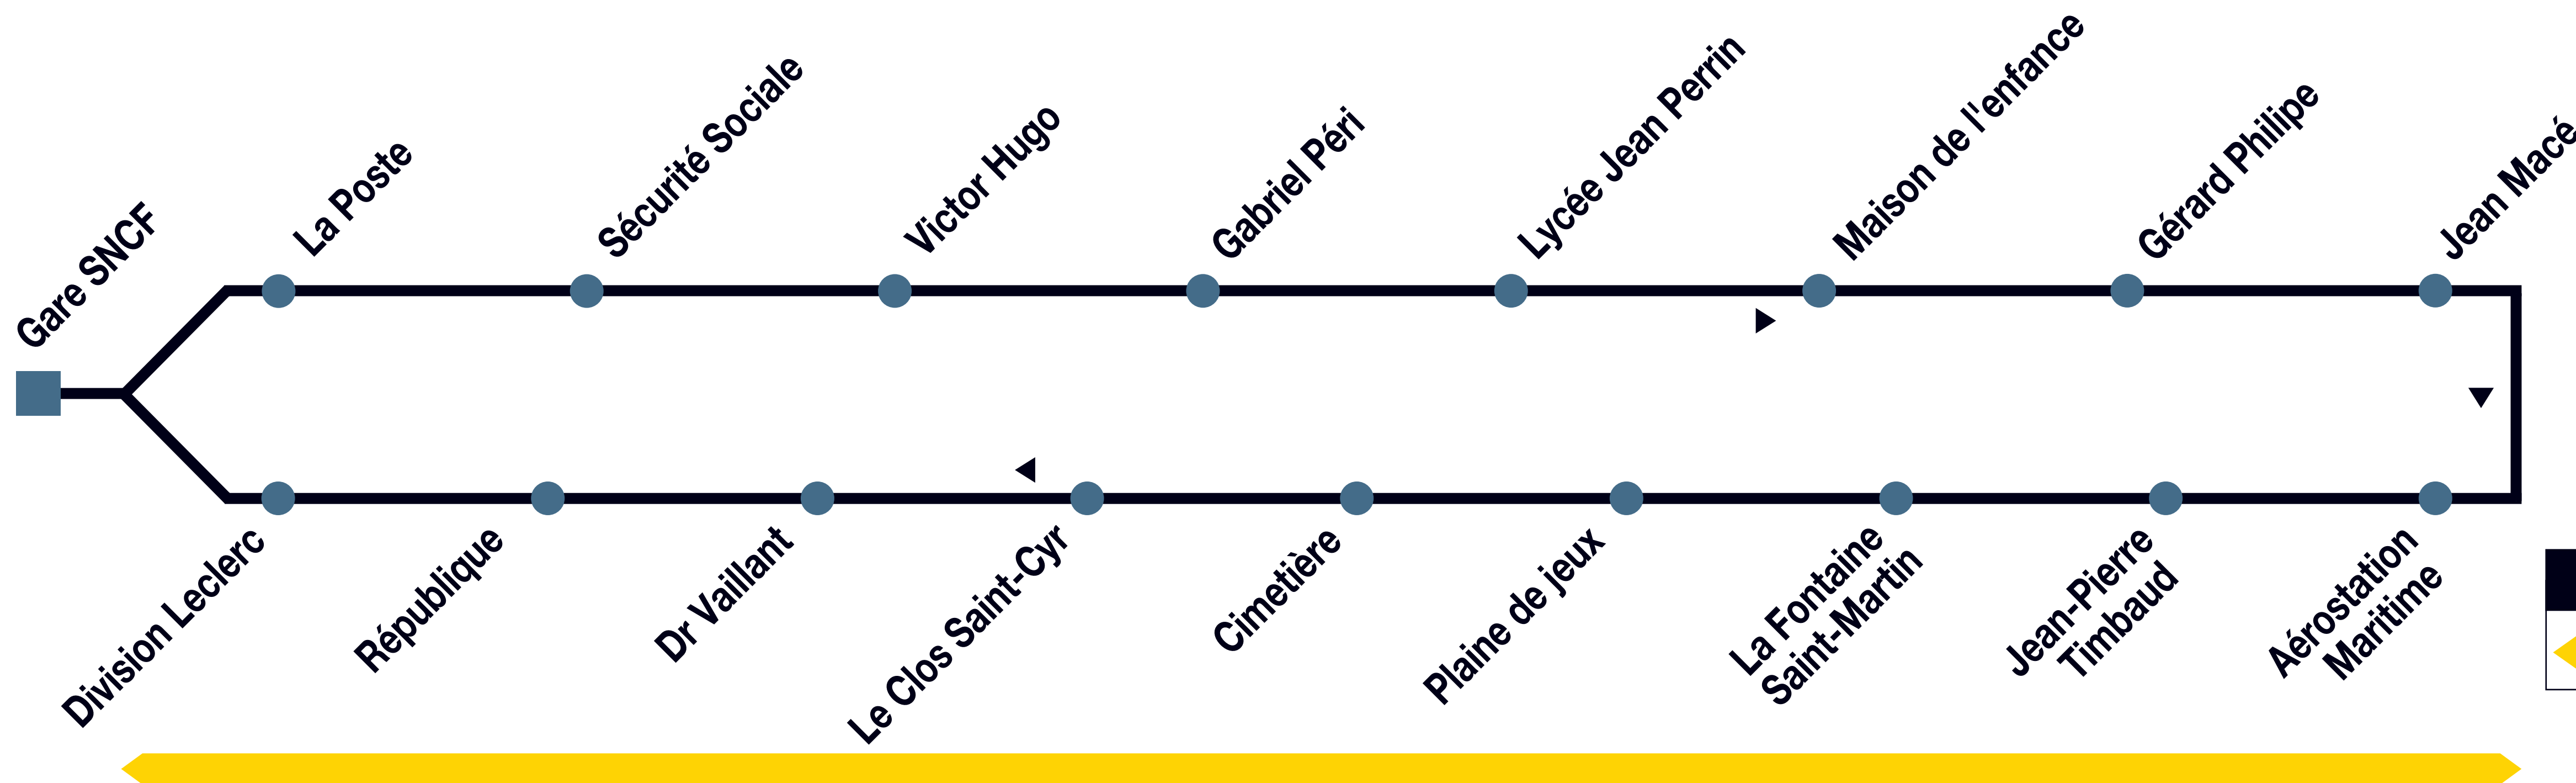 Gare SNCF
La Poste
Sécurité Sociale
Victor Hugo
Gabriel Péri
Lycée Jean Perrin
Maison de l'enfance
Gérard Philipe
Jean Macé
Division Leclerc
République
Dr Vaillant
Le Clos Saint-Cyr
Cimetière
Plaine de jeux
La Fontaine
Saint-Martin
Jean-Pierre
Timbaud
Aérostation
Maritime